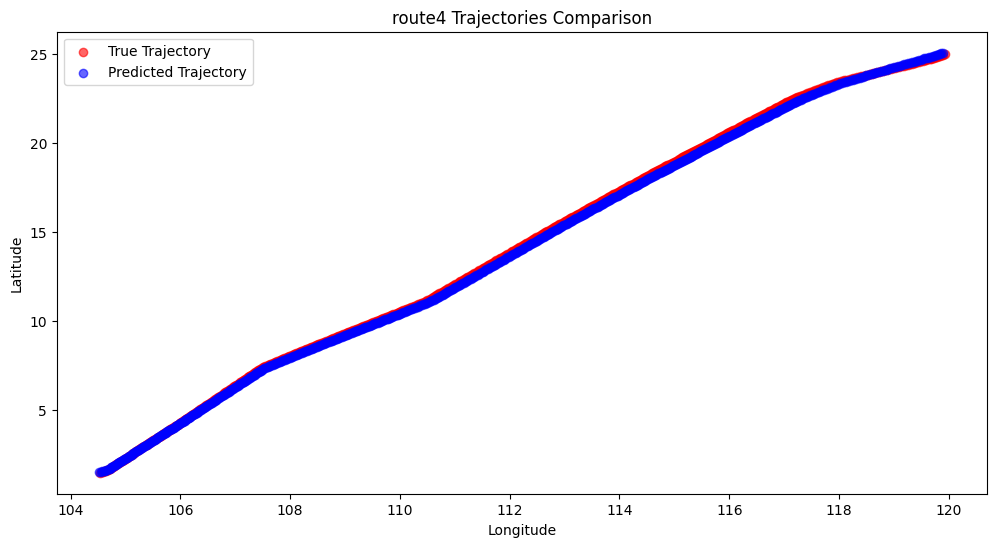 route4 Trajectories Comparison
True Trajectory
Predicted Trajectory
25
20
15
10
5
Latitude
104 106 108 110 112 114 116 118 120
Longitude